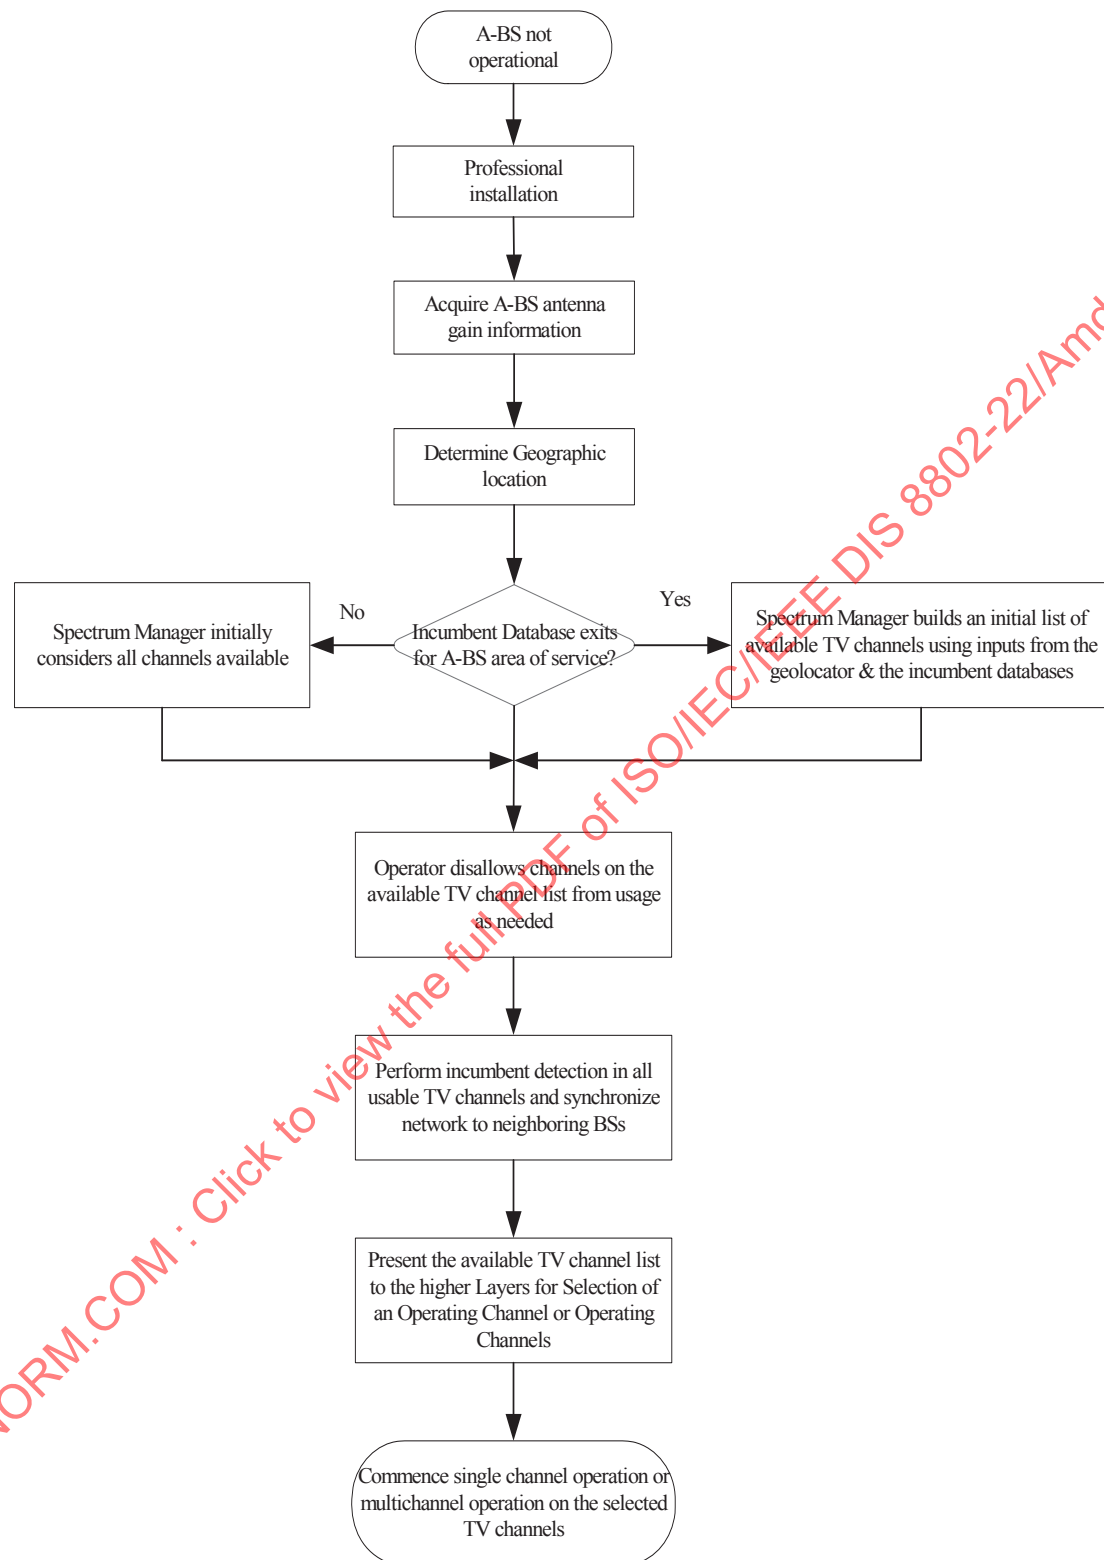 A-BS not
operational
Professional
installation
Acquire A-BS antenna
gain information
Determine Geographic
location
No
Incumbent Database exits
for A-BS area of service?
Yes
Spectrum Manager initially
considers all channels available
Spectrum Manager builds an initial list of
available TV channels using inputs from the
geolocator & the incumbent databases
Operator disallows channels on the
available TV channel list from usage
as needed
Perform incumbent detection in all
usable TV channels and synchronize
network to neighboring BSs
Present the available TV channel list
to the higher Layers for Selection of
an Operating Channel or Operating
Channels
Commence single channel operation or
multichannel operation on the selected
TV channels
NORM.COM : Click to view the full PDF of ISO/IEC/IEEE DIS 8802-22/Amd